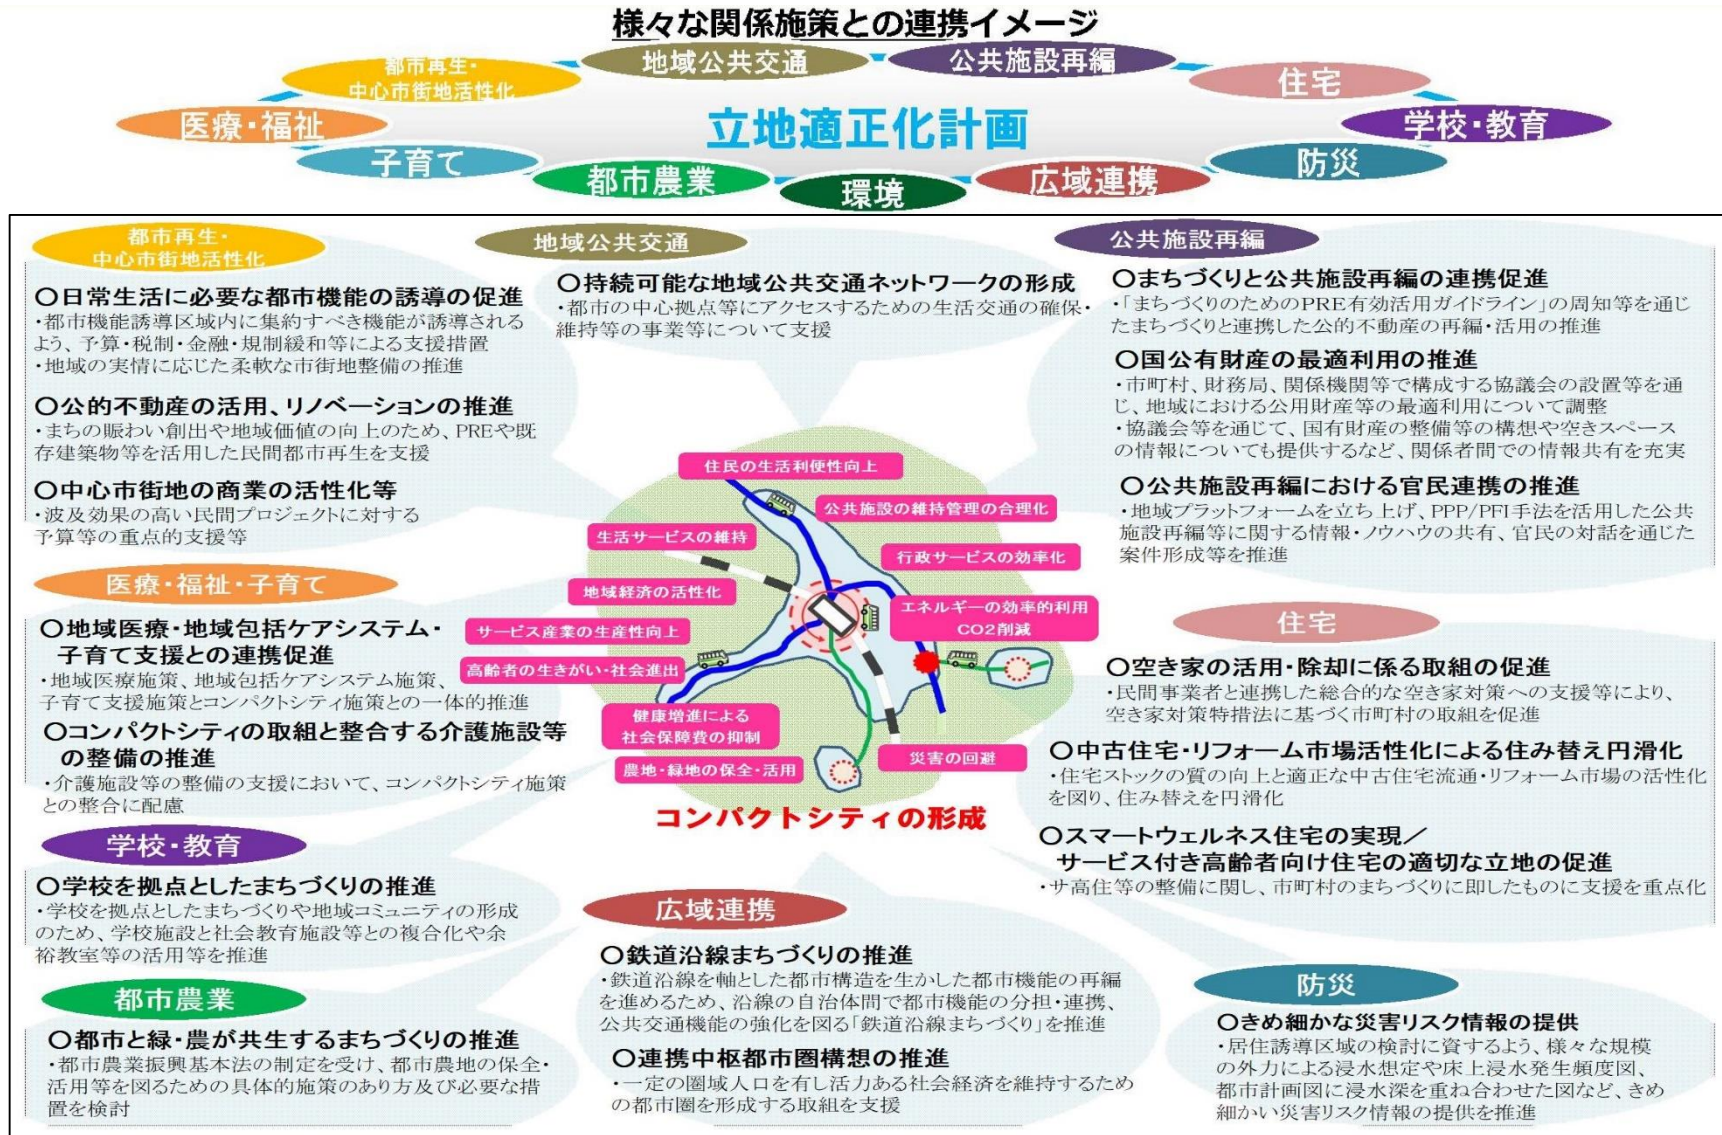 様々な関係施策との連携イメージ
都市再生・
中心市街地活性化
地域公共交通
公共施設再編
住宅
医療・福祉
立地適正化計画
学校・教育
子育て
都市農業
環境
広域連携
防災
都市再生・
中心市街地活性化
〇日常生活に必要な都市機能の誘導の促進
・都市機能誘導区域内に集約すべき機能が誘導される
よう、予算・税制・金融・規制緩和等による支援措置
・地域の実情に応じた柔軟な市街地整備の推進
〇公的不動産の活用、リノベーションの推進
・まちの賑わい創出や地域価値の向上のため、PREや既
存建築物等を活用した民間都市再生を支援
〇中心市街地の商業の活性化等
・波及効果の高い民間プロジェクトに対する
予算等の重点的支援等
地域公共交通
〇持続可能な地域公共交通ネットワークの形成
・都市の中心拠点等にアクセスするための生活交通の確保・
維持等の事業等について支援
公共施設再編
〇まちづくりと公共施設再編の連携促進
・「まちづくりのためのPRE有効活用ガイドライン」の周知等を通じ
たまちづくりと連携した公的不動産の再編・活用の推進
〇国公有財産の最適利用の推進
・市町村、財務局、関係機関等で構成する協議会の設置等を通
じ、地域における公用財産等の最適利用について調整
・協議会等を通じて、国有財産の整備等の構想や空きスペース
の情報についても提供するなど、関係者間での情報共有を充実
〇公共施設再編における官民連携の推進
・地域プラットフォームを立ち上げ、PPP/PFI手法を活用した公共
施設再編等に関する情報・ノウハウの共有、官民の対話を通じた
案件形成等を推進
医療・福祉・子育て
〇地域医療・地域包括ケアシステム・
子育て支援との連携促進
・地域医療施策、地域包括ケアシステム施策、
子育て支援施策とコンパクトシティ施策との一体的推進
〇コンパクトシティの取組と整合する介護施設等
の整備の推進
・介護施設等の整備の支援において、コンパクトシティ施策
との整合に配慮
住民の生活利便性向上
公共施設の維持管理の合理化
生活サービスの維持
行政サービスの効率化
地域経済の活性化
エネルギーの効率的利用
CO2削減
サービス産業の生産性向上
高齢者の生きがい・社会進出
健康増進による
社会保障費の抑制
災害の回避
農地・緑地の保全・活用
コンパクトシティの形成
住宅
〇空き家の活用・除却に係る取組の促進
・民間事業者と連携した総合的な空き家対策への支援等により、
空き家対策特措法に基づく市町村の取組を促進
〇中古住宅・リフォーム市場活性化による住み替え円滑化
・住宅ストックの質の向上と適正な中古住宅流通・リフォーム市場の活性化
を図り、住み替えを円滑化
〇スマートウェルネス住宅の実現／
サービス付き高齢者向け住宅の適切な立地の促進
・サ高住等の整備に関し、市町村のまちづくりに即したものに支援を重点化
学校・教育
〇学校を拠点としたまちづくりの推進
・学校を拠点としたまちづくりや地域コミュニティの形成
のため、学校施設と社会教育施設等との複合化や余
裕教室等の活用等を推進
都市農業
〇都市と緑・農が共生するまちづくりの推進
・都市農業振興基本法の制定を受け、都市農地の保全・
活用等を図るための具体的施策のあり方及び必要な措
置を検討
広域連携
〇鉄道沿線まちづくりの推進
・鉄道沿線を軸とした都市構造を生かした都市機能の再編
を進めるため、沿線の自治体間で都市機能の分担・連携、
公共交通機能の強化を図る「鉄道沿線まちづくり」を推進
〇連携中枢都市圏構想の推進
・一定の圏域人口を有し活力ある社会経済を維持するため
の都市圏を形成する取組を支援
防災
〇きめ細かな災害リスク情報の提供
・居住誘導区域の検討に資するよう、様々な規模
の外力による浸水想定や床上浸水発生頻度図、
都市計画図に浸水深を重ね合わせた図など、きめ
細かい災害リスク情報の提供を推進